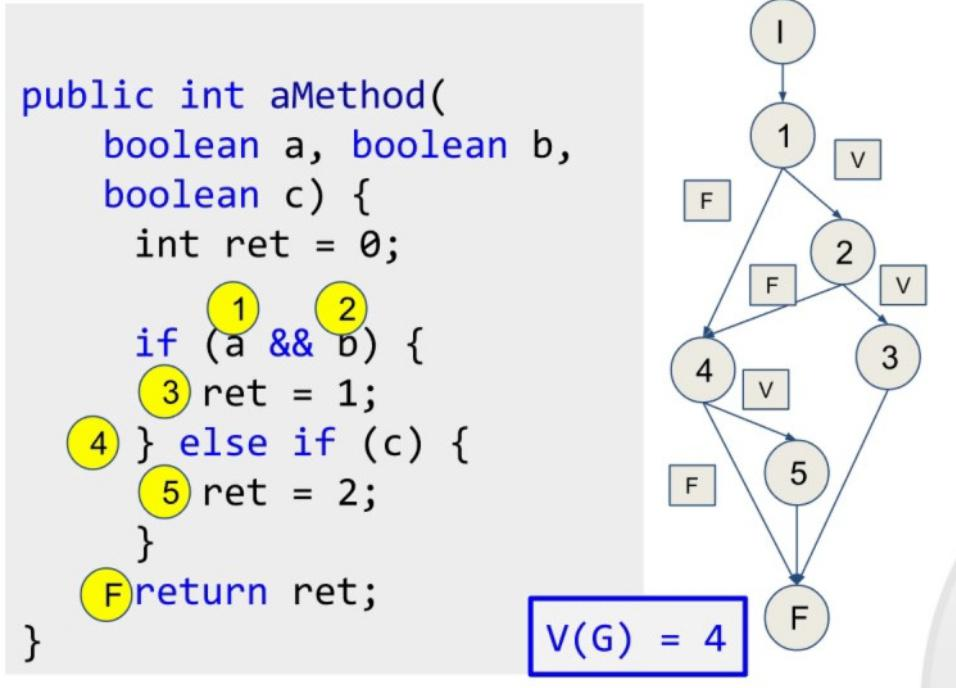 public int aMethod(
boolean a, boolean b,
boolean c) {
int ret = 0;
1 2
if (a && b) {
3 ret = 1;
4 } else if (c) {
5 ret = 2;
}
F return ret;
}
V(G) = 4
I
1
V
F
2
F
V
4
3
V
5
F
F